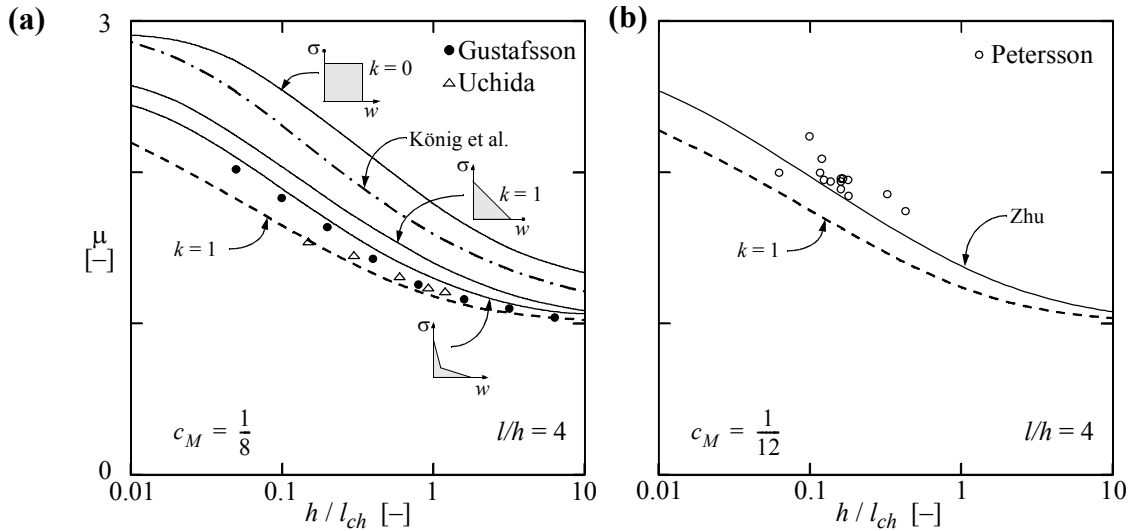 (a)
3
μ
[–]
0
σ
k = 0
w
Gustafsson
Uchida
König et al.
σ
k = 1
w
k = 1
σ
w
c_M = 1/8
l/h = 4
0.01 0.1 1 10
h / l_ch [–]
(b)
Petersson
Zhu
k = 1
c_M = 1/12
l/h = 4
0.01 0.1 1 10
h / l_ch [–]